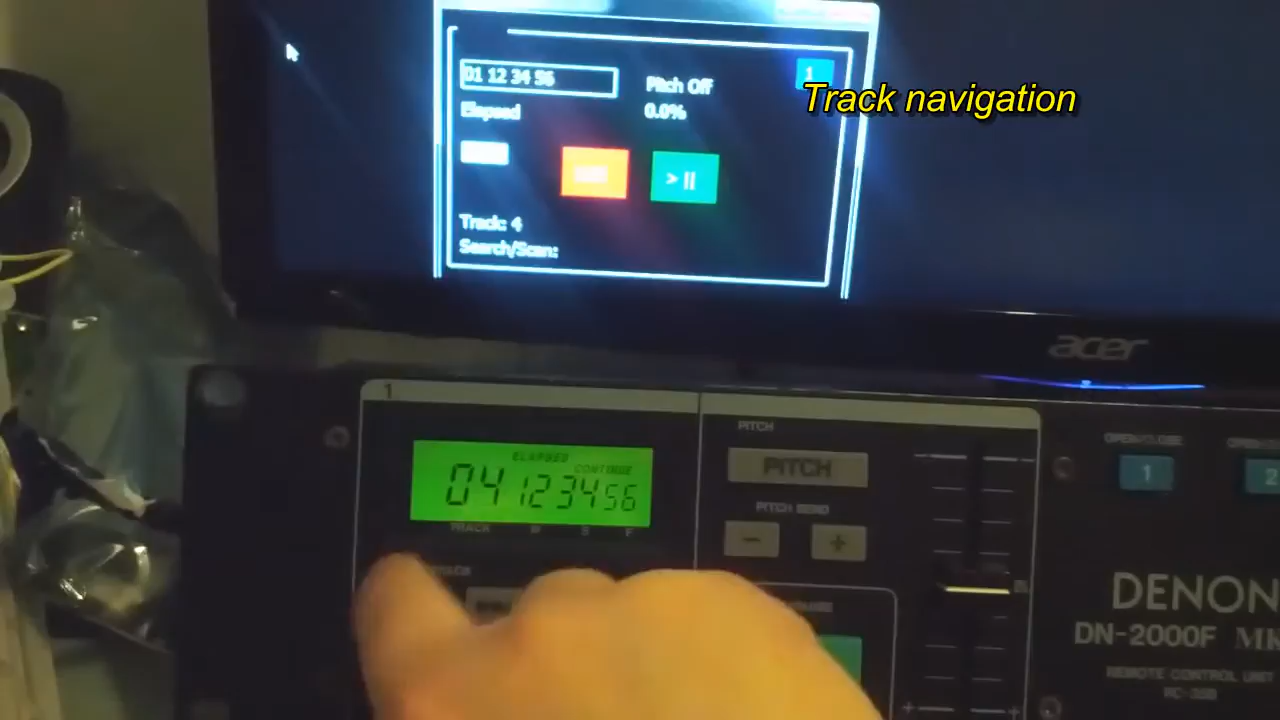 01 12 34 56
Pitch Off
1
Track navigation
Elapsed
0.0%
> ||
Track: 4
Search/Scan:
acer
1
PITCH
OPEN/CLOSE
ELAPSED
CONTINUE
PITCH
1
2
04 12 34 56
TRACK M S F
PITCH BEND
- +
DENON
DN-2000F
REMOTE CONTROL UNIT